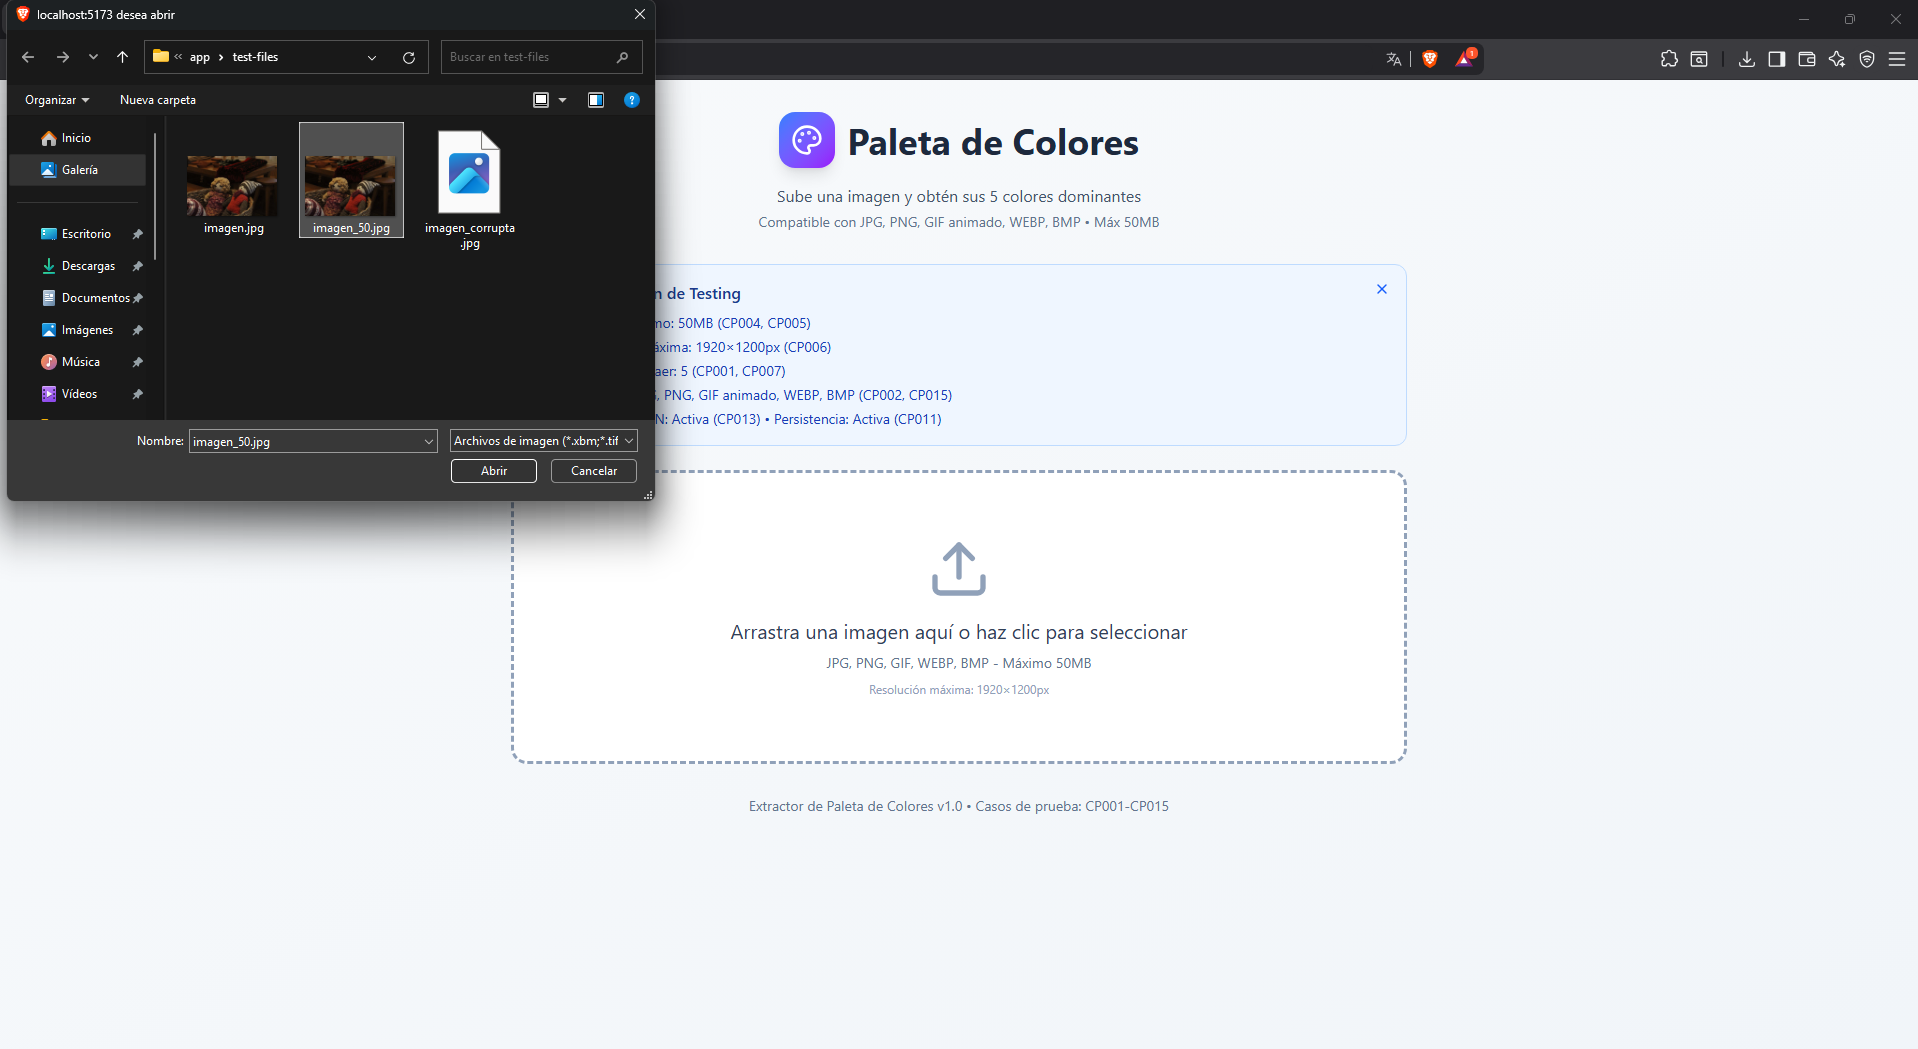 localhost:5173 desea abrir
« app › test-files
Buscar en test-files
Organizar
Nueva carpeta
Inicio
Galería
Escritorio
Descargas
Documentos
Imágenes
Música
Vídeos
imagen.jpg
imagen_50.jpg
imagen_corrupta
.jpg
Nombre: imagen_50.jpg
Archivos de imagen (*.xbm;*.tif
Abrir
Cancelar
1
Paleta de Colores
Sube una imagen y obtén sus 5 colores dominantes
Compatible con JPG, PNG, GIF animado, WEBP, BMP • Máx 50MB
n de Testing
mo: 50MB (CP004, CP005)
áxima: 1920×1200px (CP006)
aer: 5 (CP001, CP007)
, PNG, GIF animado, WEBP, BMP (CP002, CP015)
N: Activa (CP013) • Persistencia: Activa (CP011)
Arrastra una imagen aquí o haz clic para seleccionar
JPG, PNG, GIF, WEBP, BMP - Máximo 50MB
Resolución máxima: 1920×1200px
Extractor de Paleta de Colores v1.0 • Casos de prueba: CP001-CP015